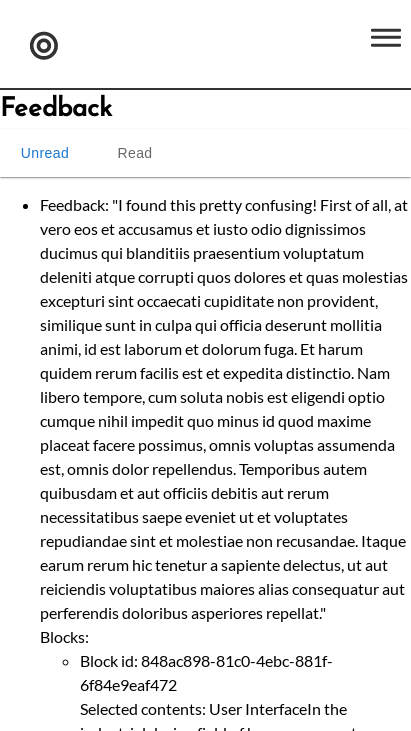 Feedback
Unread
Read
Feedback: "I found this pretty confusing! First of all, at
vero eos et accusamus et iusto odio dignissimos
ducimus qui blanditiis praesentium voluptatum
deleniti atque corrupti quos dolores et quas molestias
excepturi sint occaecati cupiditate non provident,
similique sunt in culpa qui officia deserunt mollitia
animi, id est laborum et dolorum fuga. Et harum
quidem rerum facilis est et expedita distinctio. Nam
libero tempore, cum soluta nobis est eligendi optio
cumque nihil impedit quo minus id quod maxime
placeat facere possimus, omnis voluptas assumenda
est, omnis dolor repellendus. Temporibus autem
quibusdam et aut officiis debitis aut rerum
necessitatibus saepe eveniet ut et voluptates
repudiandae sint et molestiae non recusandae. Itaque
earum rerum hic tenetur a sapiente delectus, ut aut
reiciendis voluptatibus maiores alias consequatur aut
perferendis doloribus asperiores repellat."
Blocks:
Block id: 848ac898-81c0-4ebc-881f-
6f84e9eaf472
Selected contents: User InterfaceIn the